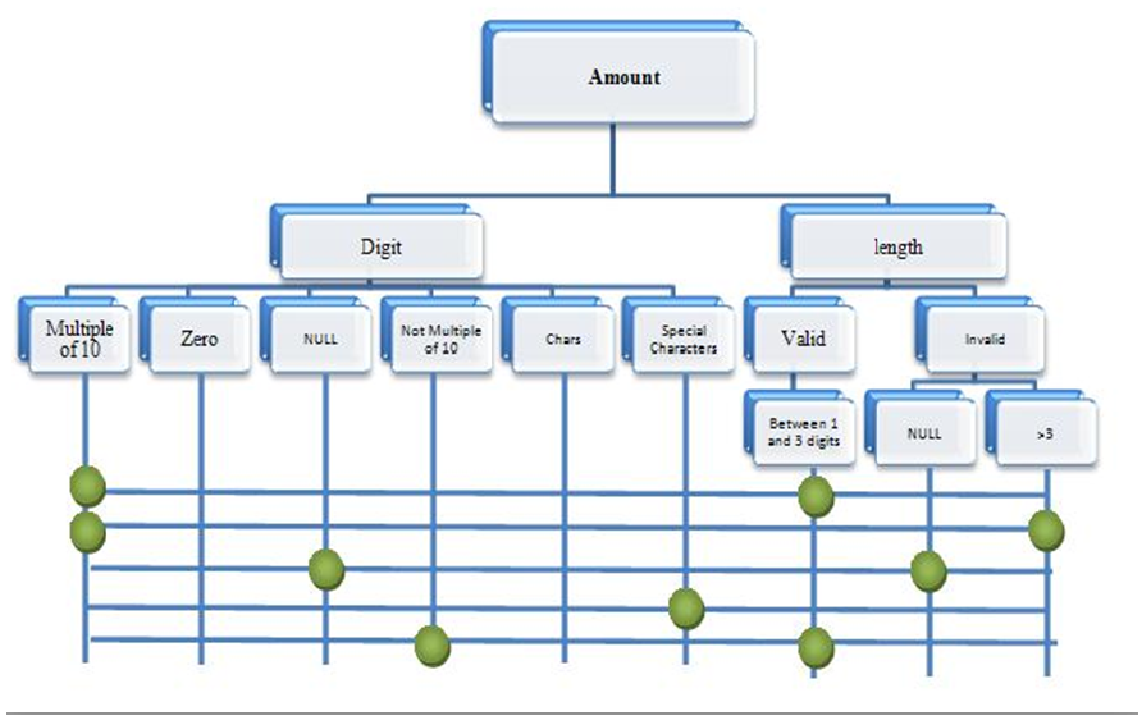 Amount
Digit
length
Multiple
of 10
Zero
NULL
Not Multiple
of 10
Chars
Special
Characters
Valid
Invalid
Between 1
and 3 digits
NULL
>3